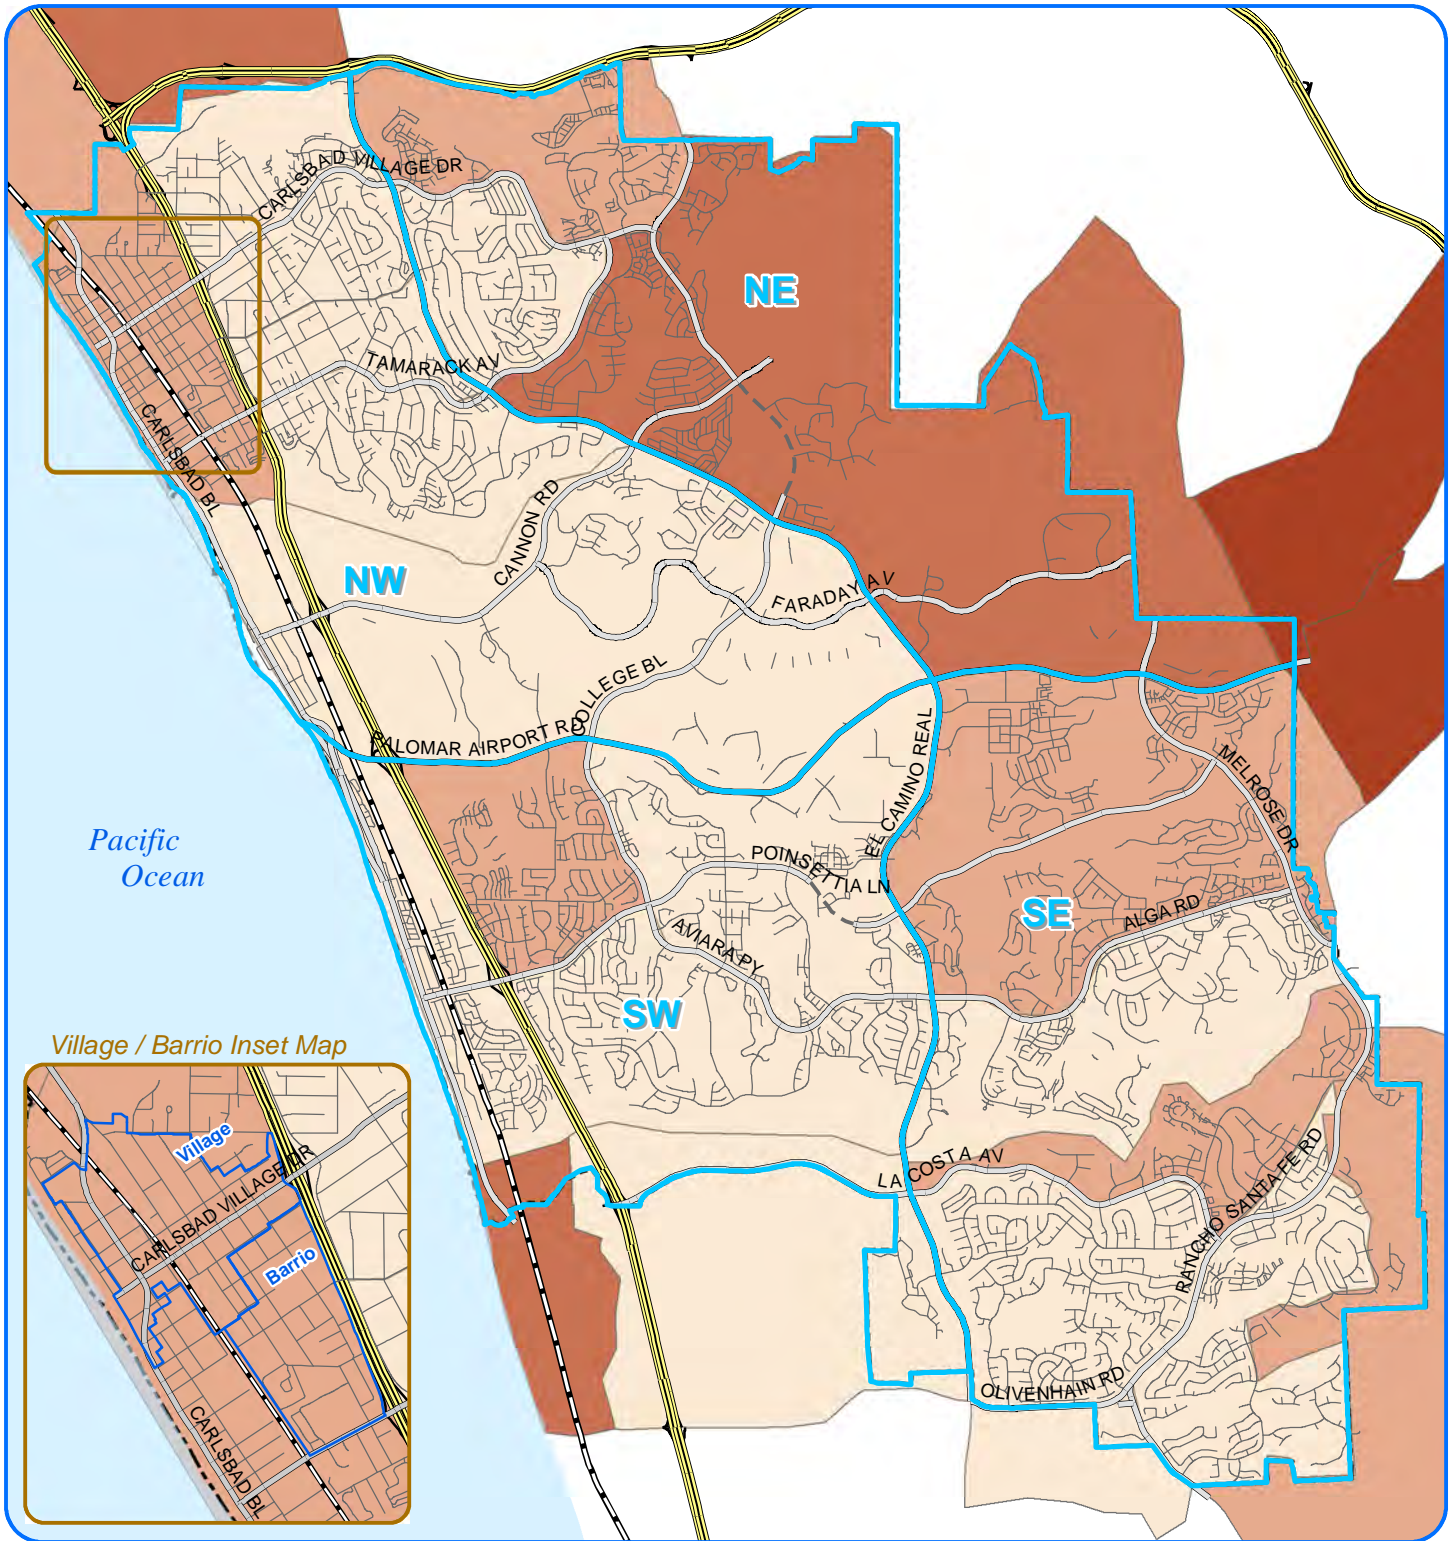 CARLSBAD VILLAGE DR
NE
TAMARACK AV
CARLSBAD BL
CANNON RD
NW
FARADAY AV
COLLEGE BL
PALOMAR AIRPORT RD
EL CAMINO REAL
MELROSE DR
Pacific
Ocean
POINSETTIA LN
SE
ALGA RD
AVIARA PY
SW
Village / Barrio Inset Map
LA COSTA AV
RANCHO SANTA FE RD
Village
CARLSBAD VILLAGE DR
Barrio
OLIVENHAIN RD
CARLSBAD BL